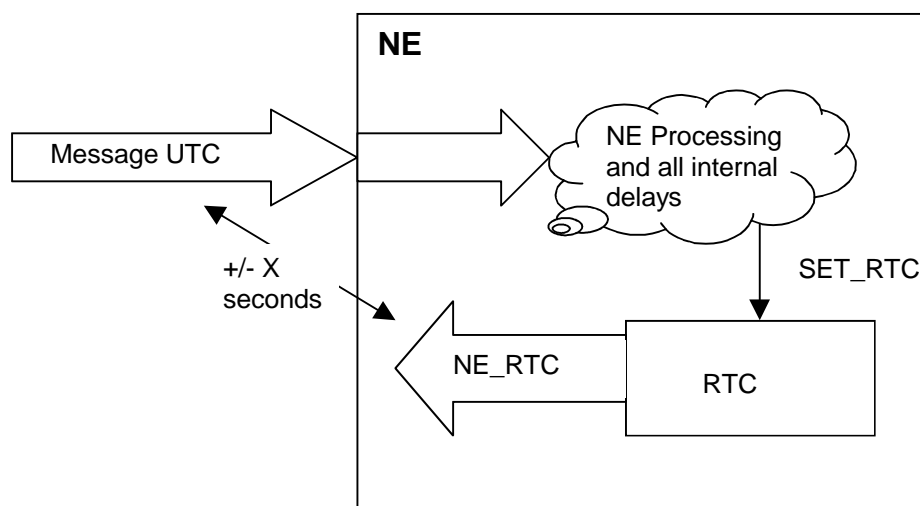 NE
Message UTC
NE Processing
and all internal
delays
+/- X
seconds
SET_RTC
NE_RTC
RTC